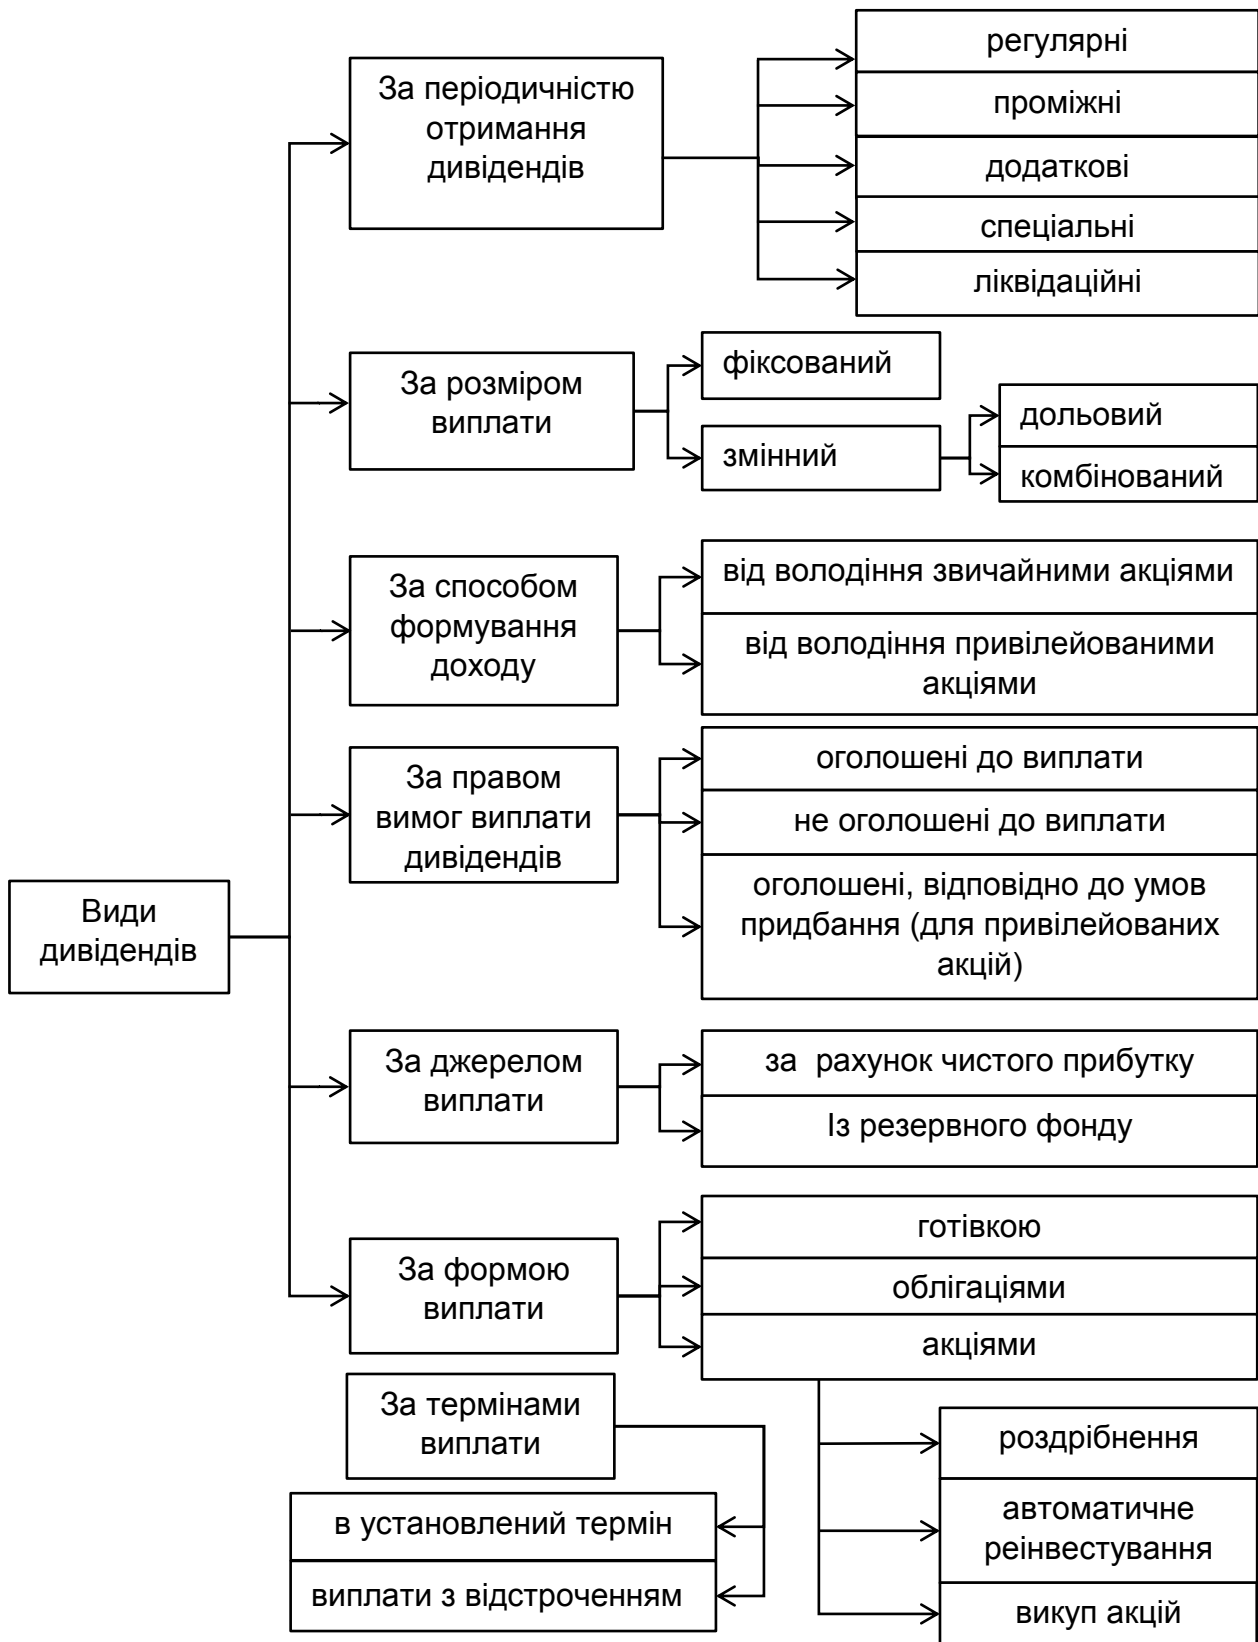 Види
дивідендів
За періодичністю
отримання
дивідендів
регулярні
проміжні
додаткові
спеціальні
ліквідаційні
За розміром
виплати
фіксований
змінний
дольовий
комбінований
За способом
формування
доходу
від володіння звичайними акціями
від володіння привілейованими
акціями
За правом
вимог виплати
дивідендів
оголошені до виплати
не оголошені до виплати
оголошені, відповідно до умов
придбання (для привілейованих
акцій)
За джерелом
виплати
за рахунок чистого прибутку
Із резервного фонду
За формою
виплати
готівкою
облігаціями
акціями
роздрібнення
автоматичне
реінвестування
викуп акцій
За термінами
виплати
в установлений термін
виплати з відстроченням